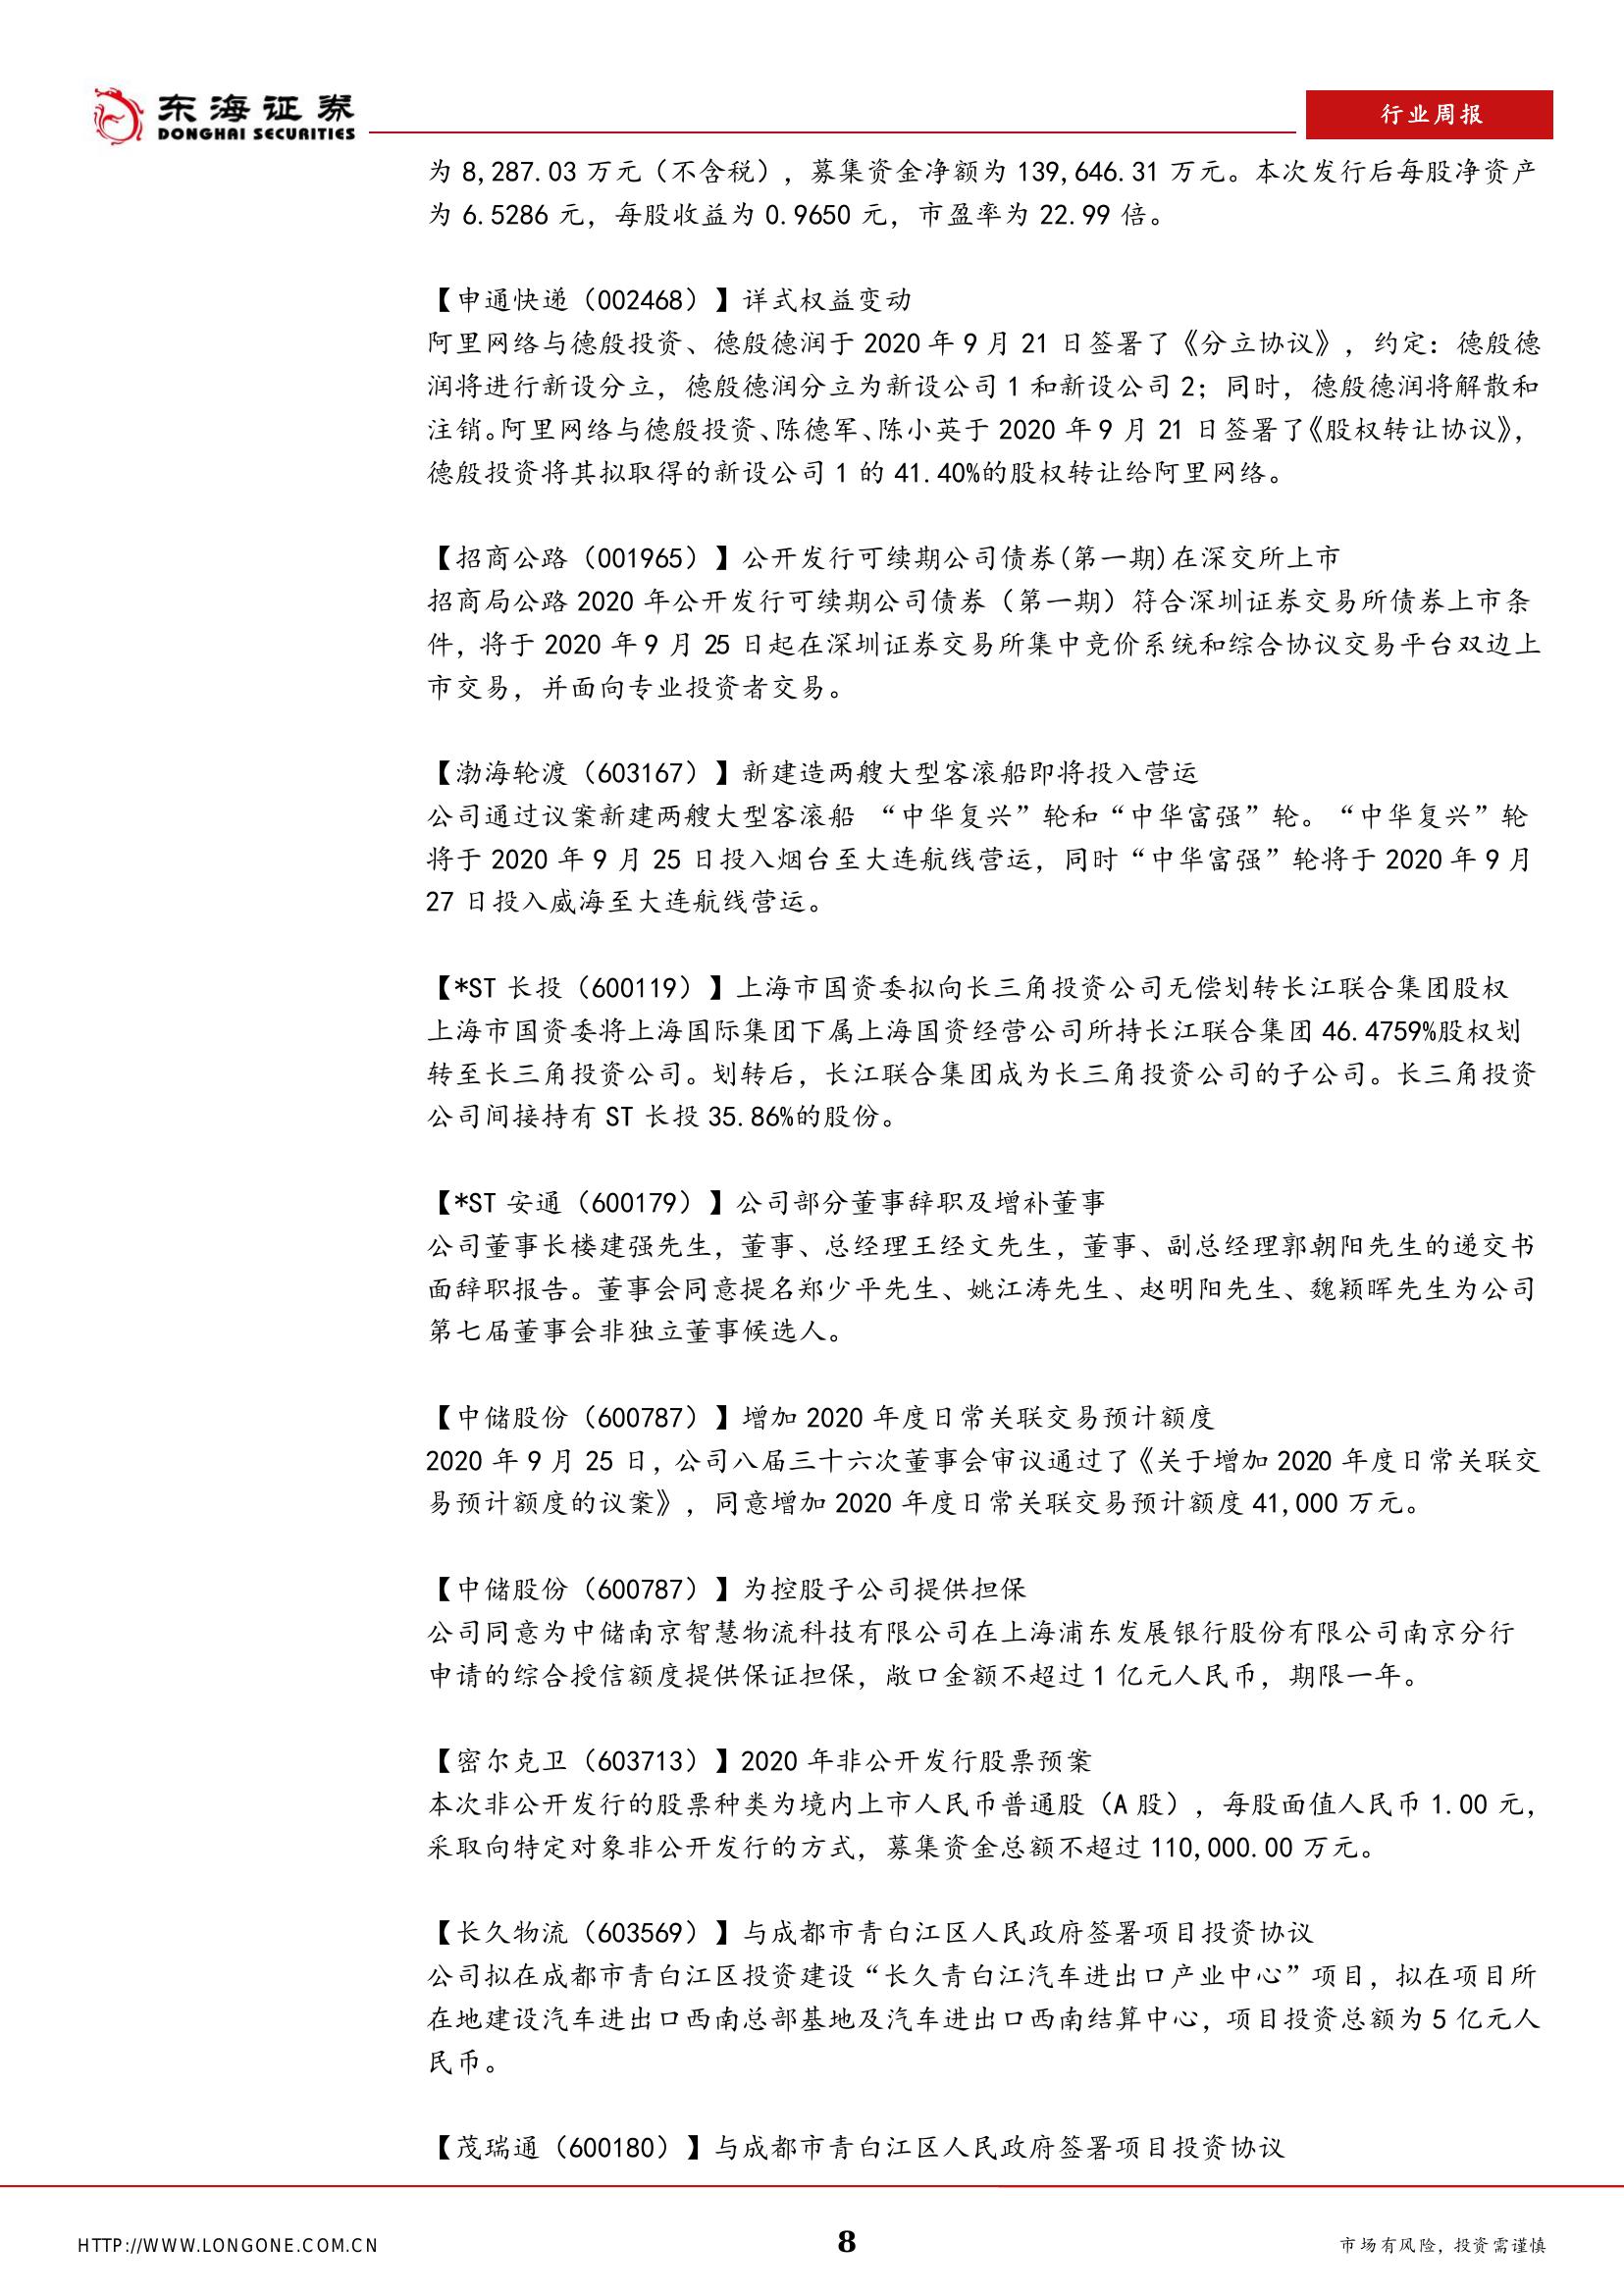 东海证券
DONGHAI SECURITIES
行业周报
为 8,287.03 万元（不含税），募集资金净额为 139,646.31 万元。本次发行后每股净资产
为 6.5286 元，每股收益为 0.9650 元，市盈率为 22.99 倍。
【申通快递（002468）】详式权益变动
阿里网络与德殷投资、德殷德润于 2020 年 9 月 21 日签署了《分立协议》，约定：德殷德
润将进行新设分立，德殷德润分立为新设公司 1 和新设公司 2；同时，德殷德润将解散和
注销。阿里网络与德殷投资、陈德军、陈小英于 2020 年 9 月 21 日签署了《股权转让协议》，
德殷投资将其拟取得的新设公司 1 的 41.40%的股权转让给阿里网络。
【招商公路（001965）】公开发行可续期公司债券(第一期)在深交所上市
招商局公路 2020 年公开发行可续期公司债券（第一期）符合深圳证券交易所债券上市条
件，将于 2020 年 9 月 25 日起在深圳证券交易所集中竞价系统和综合协议交易平台双边上
市交易，并面向专业投资者交易。
【渤海轮渡（603167）】新建造两艘大型客滚船即将投入营运
公司通过议案新建两艘大型客滚船 “中华复兴”轮和“中华富强”轮。“中华复兴”轮
将于 2020 年 9 月 25 日投入烟台至大连航线营运，同时“中华富强”轮将于 2020 年 9 月
27 日投入威海至大连航线营运。
【*ST 长投（600119）】上海市国资委拟向长三角投资公司无偿划转长江联合集团股权
上海市国资委将上海国际集团下属上海国资经营公司所持长江联合集团 46.4759%股权划
转至长三角投资公司。划转后，长江联合集团成为长三角投资公司的子公司。长三角投资
公司间接持有 ST 长投 35.86%的股份。
【*ST 安通（600179）】公司部分董事辞职及增补董事
公司董事长楼建强先生，董事、总经理王经文先生，董事、副总经理郭朝阳先生的递交书
面辞职报告。董事会同意提名郑少平先生、姚江涛先生、赵明阳先生、魏颖晖先生为公司
第七届董事会非独立董事候选人。
【中储股份（600787）】增加 2020 年度日常关联交易预计额度
2020 年 9 月 25 日，公司八届三十六次董事会审议通过了《关于增加 2020 年度日常关联交
易预计额度的议案》，同意增加 2020 年度日常关联交易预计额度 41,000 万元。
【中储股份（600787）】为控股子公司提供担保
公司同意为中储南京智慧物流科技有限公司在上海浦东发展银行股份有限公司南京分行
申请的综合授信额度提供保证担保，敞口金额不超过 1 亿元人民币，期限一年。
【密尔克卫（603713）】2020 年非公开发行股票预案
本次非公开发行的股票种类为境内上市人民币普通股（A 股），每股面值人民币 1.00 元，
采取向特定对象非公开发行的方式，募集资金总额不超过 110,000.00 万元。
【长久物流（603569）】与成都市青白江区人民政府签署项目投资协议
公司拟在成都市青白江区投资建设“长久青白江汽车进出口产业中心”项目，拟在项目所
在地建设汽车进出口西南总部基地及汽车进出口西南结算中心，项目投资总额为 5 亿元人
民币。
【茂瑞通（600180）】与成都市青白江区人民政府签署项目投资协议
HTTP://WWW.LONGONE.COM.CN
8
市场有风险，投资需谨慎